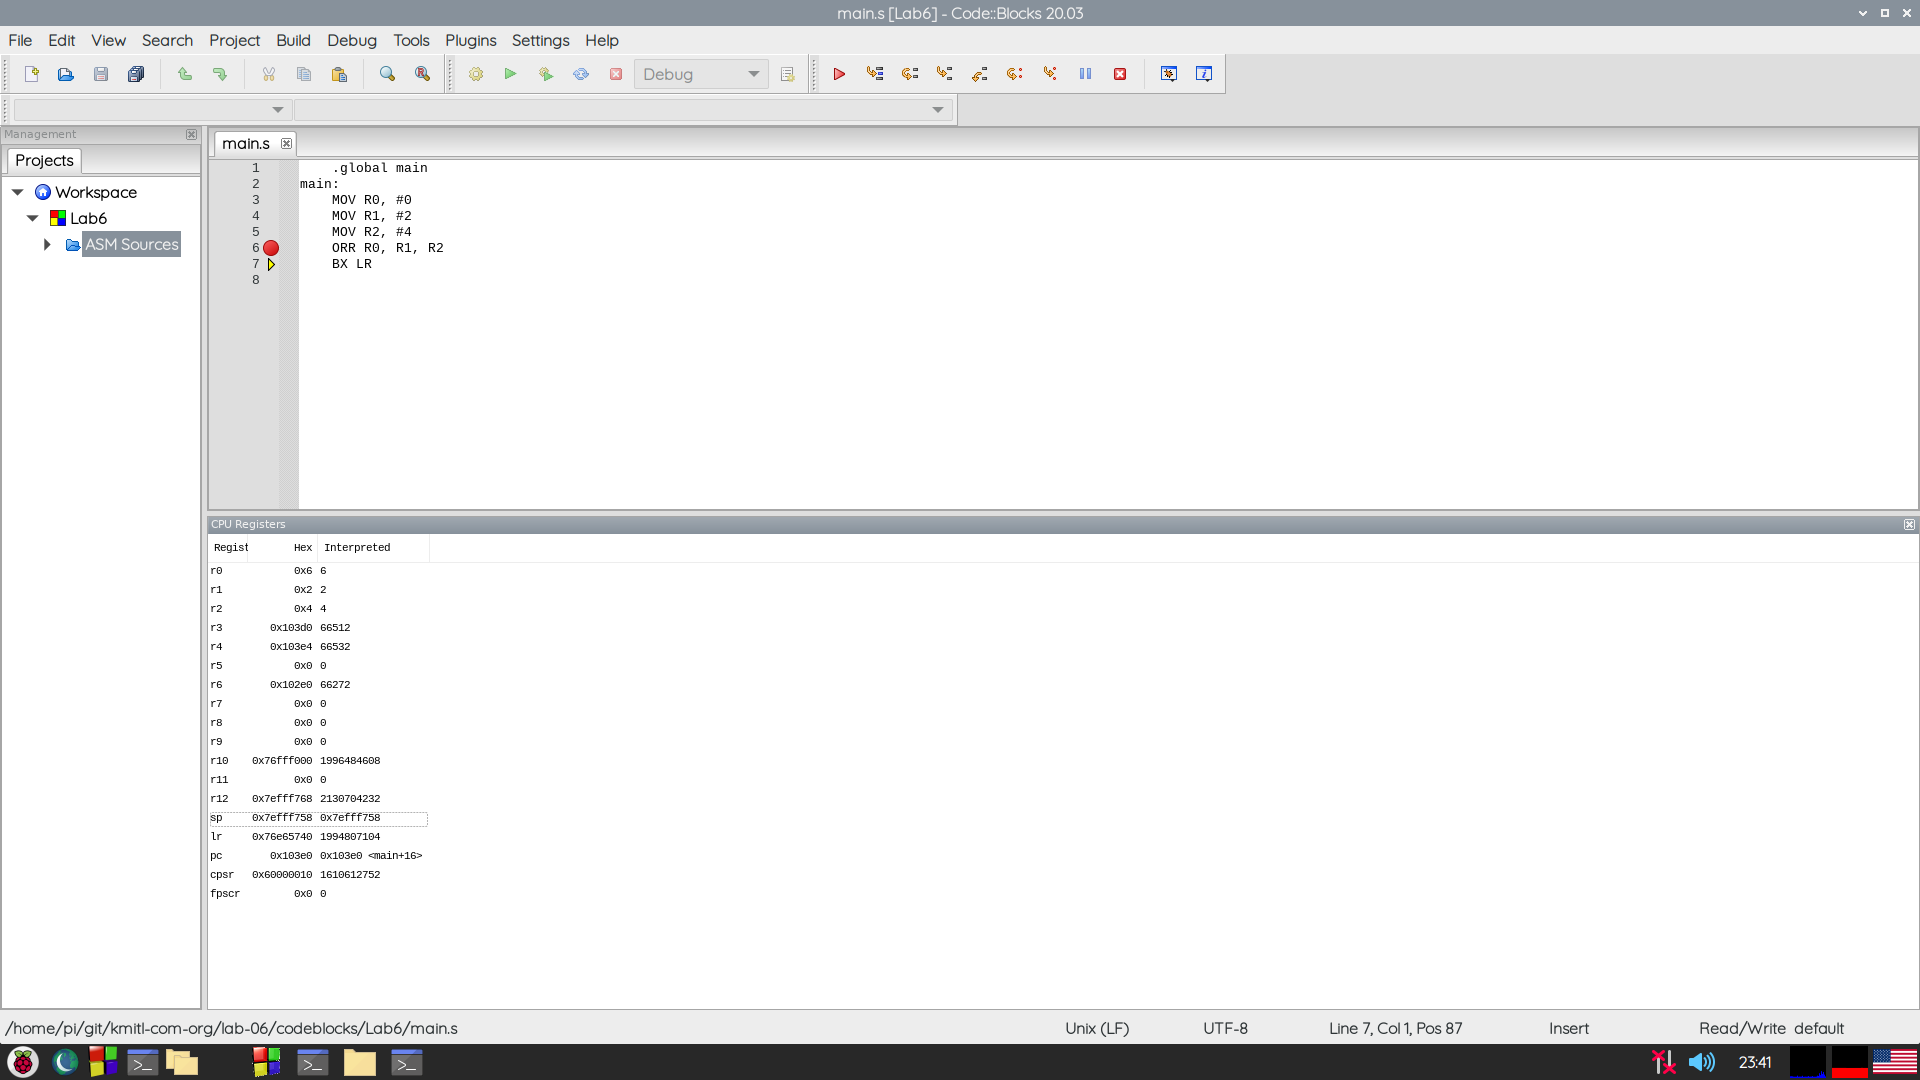 main.s [Lab6] - Code::Blocks 20.03
File Edit View Search Project Build Debug Tools Plugins Settings Help
Debug
Management
Projects
Workspace
Lab6
ASM Sources
main.s
1     .global main
2 main:
3     MOV R0, #0
4     MOV R1, #2
5     MOV R2, #4
6     ORR R0, R1, R2
7     BX LR
8
CPU Registers
Regist Hex Interpreted
r0 0x6 6
r1 0x2 2
r2 0x4 4
r3 0x103d0 66512
r4 0x103e4 66532
r5 0x0 0
r6 0x102e0 66272
r7 0x0 0
r8 0x0 0
r9 0x0 0
r10 0x76fff000 1996484608
r11 0x0 0
r12 0x7efff768 2130704232
sp 0x7efff758 0x7efff758
lr 0x76e65740 1994807104
pc 0x103e0 0x103e0 <main+16>
cpsr 0x60000010 1610612752
fpscr 0x0 0
/home/pi/git/kmitl-com-org/lab-06/codeblocks/Lab6/main.s Unix (LF) UTF-8 Line 7, Col 1, Pos 87 Insert Read/Write default
23:41